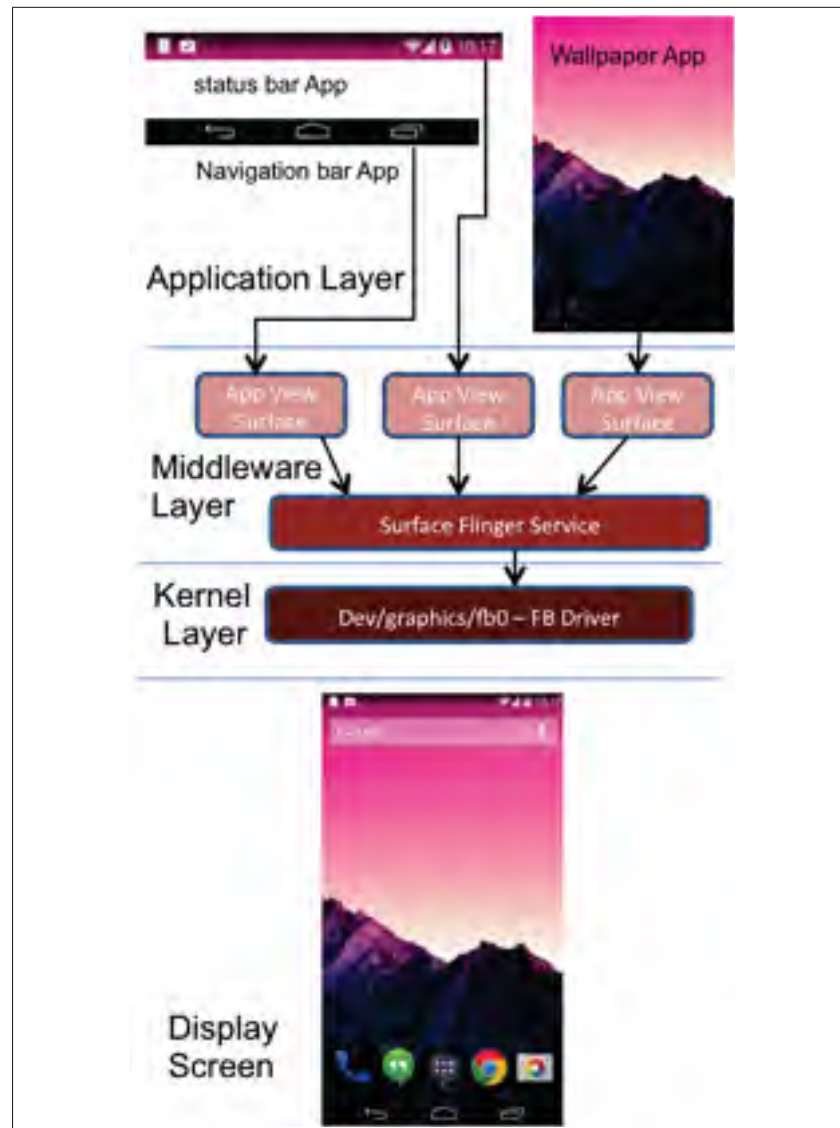 10:17
Wallpaper App
status bar App
Navigation bar App
Application Layer
App View
Surface
App View
Surface
App View
Surface
Middleware
Layer
Surface Flinger Service
Kernel
Layer
Dev/graphics/fb0 – FB Driver
Display
Screen